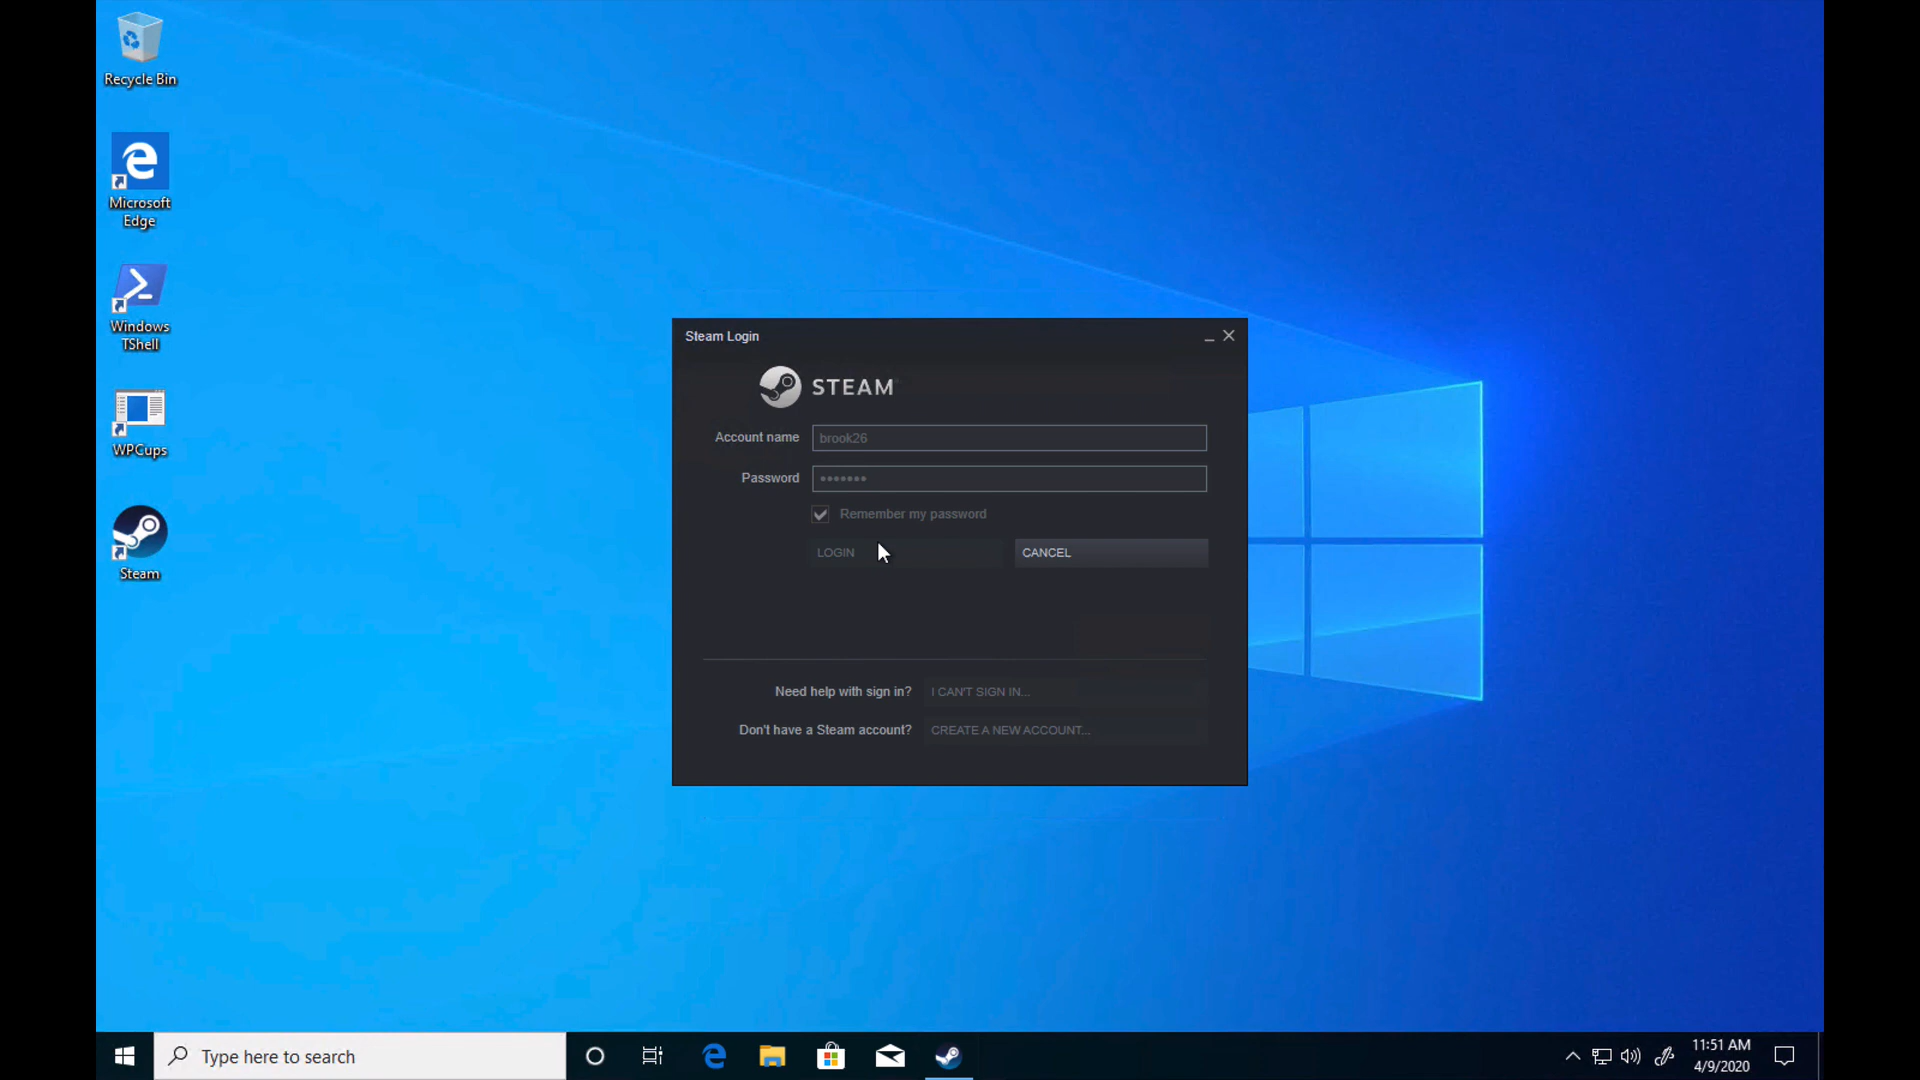 Recycle Bin
Microsoft
Edge
Windows
TShell
WPCups
Steam
Steam Login
STEAM
Account name
brook26
Password
•••••••
Remember my password
LOGIN
CANCEL
Need help with sign in?
I CAN'T SIGN IN...
Don't have a Steam account?
CREATE A NEW ACCOUNT...
Type here to search
11:51 AM
4/9/2020